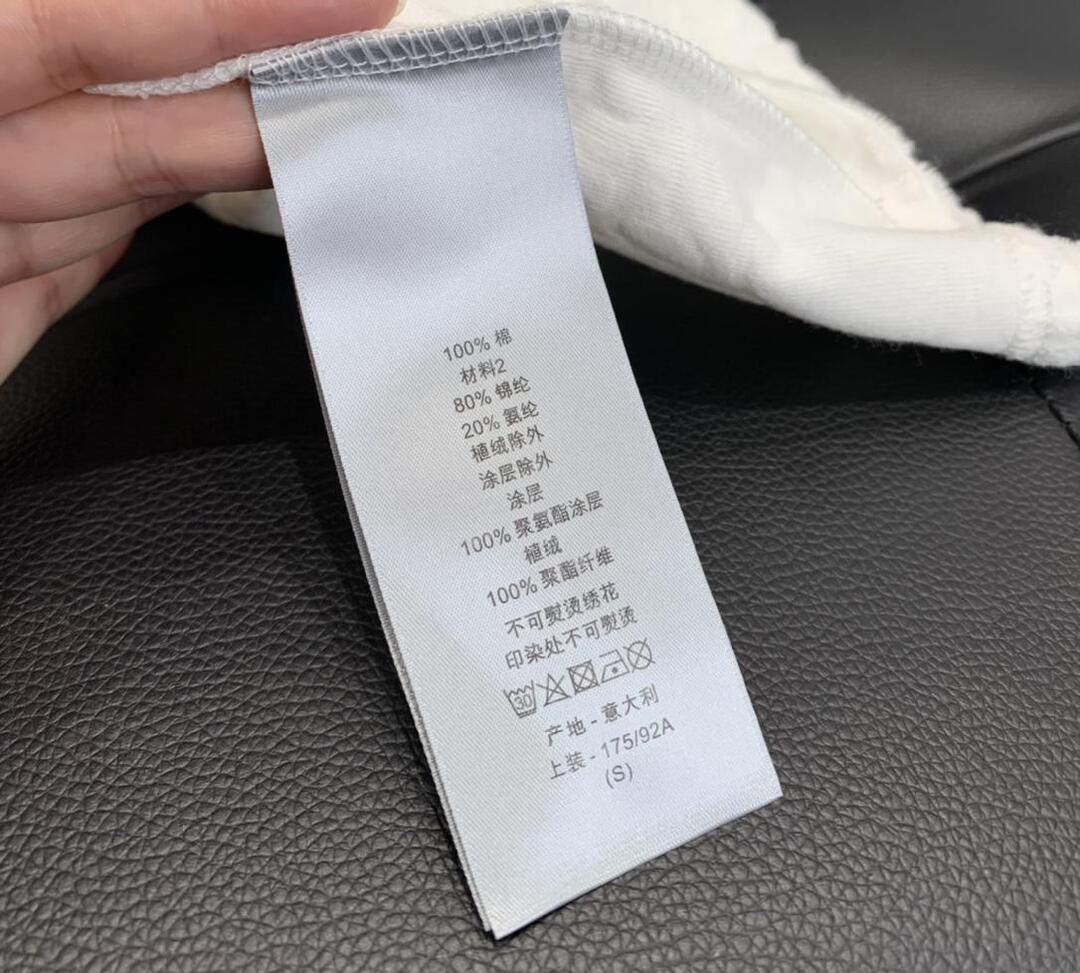 100% 棉
材料2
80% 锦纶
20% 氨纶
植绒除外
涂层除外
涂层
100% 聚氨酯涂层
植绒
100% 聚酯纤维
不可熨烫绣花
印染处不可熨烫
30
产地 - 意大利
上装 - 175/92A
(S)